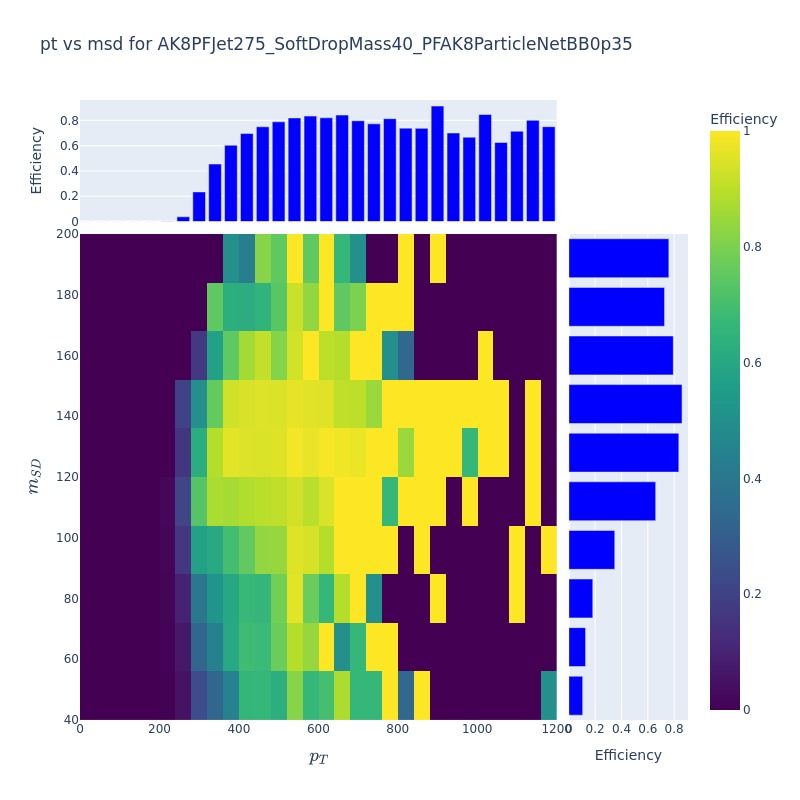 pt vs msd for AK8PFJet275_SoftDropMass40_PFAK8ParticleNetBB0p35
Efficiency
0.8
0.6
0.4
0.2
0
Efficiency
1
0.8
0.6
0.4
0.2
0
m_SD
200
180
160
140
120
100
80
60
40
0 200 400 600 800 1000 1200
p_T
0 0.2 0.4 0.6 0.8
Efficiency